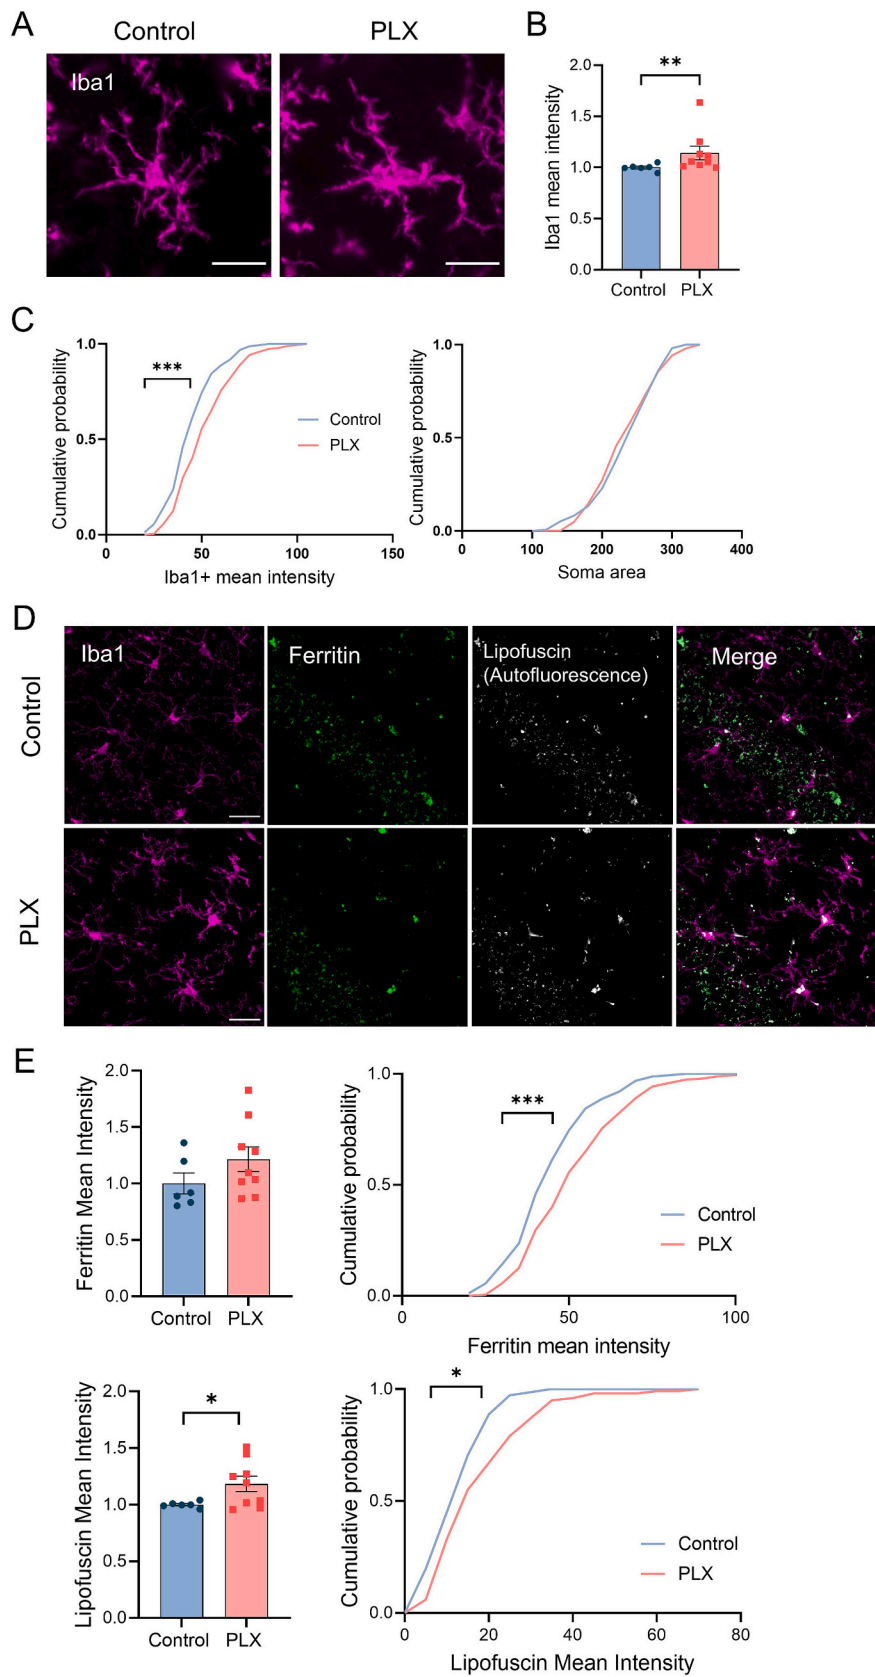 A
Control
PLX
Iba1
B
**
Iba1 mean intensity
2.0
1.5
1.0
0.5
0.0
Control
PLX
C
Cumulative probability
1.0
0.5
0.0
***
Control
PLX
0
50
100
150
Iba1+ mean intensity
Cumulative probability
1.0
0.5
0.0
0
100
200
300
400
Soma area
D
Control
Iba1
Ferritin
Lipofuscin
(Autofluorescence)
Merge
PLX
E
Ferritin Mean Intensity
2.0
1.5
1.0
0.5
0.0
Control
PLX
Cumulative probability
1.0
0.5
0.0
***
Control
PLX
0
50
100
Ferritin mean intensity
Lipofuscin Mean Intensity
2.0
1.5
1.0
0.5
0.0
*
Control
PLX
Cumulative probability
1.0
0.5
0.0
*
Control
PLX
0
20
40
60
80
Lipofuscin Mean Intensity